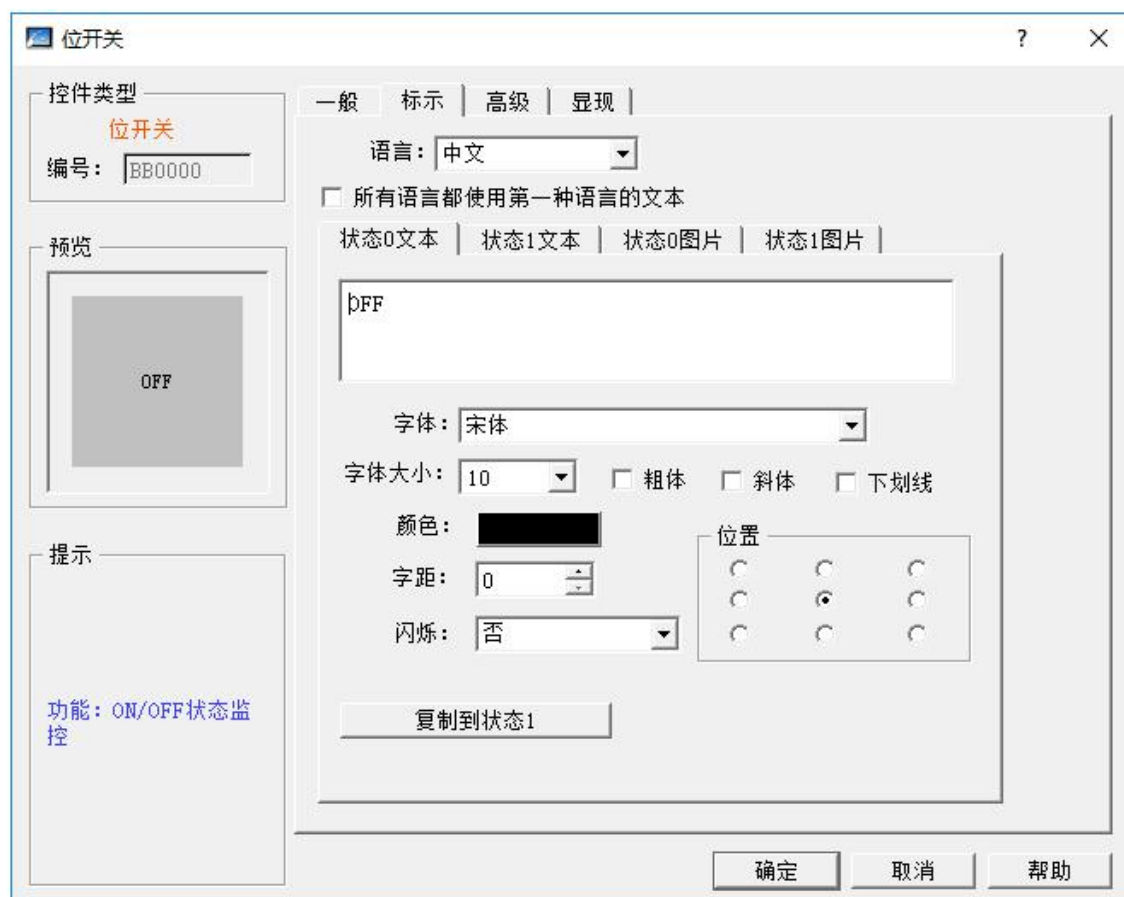 位开关
?
控件类型
位开关
编号: BB0000
预览
OFF
提示
功能: ON/OFF状态监
控
一般 标示 高级 显现
语言: 中文
所有语言都使用第一种语言的文本
状态0文本 状态1文本 状态0图片 状态1图片
OFF
字体: 宋体
字体大小: 10 粗体 斜体 下划线
颜色:
位置
字距: 0
闪烁: 否
复制到状态1
确定 取消 帮助